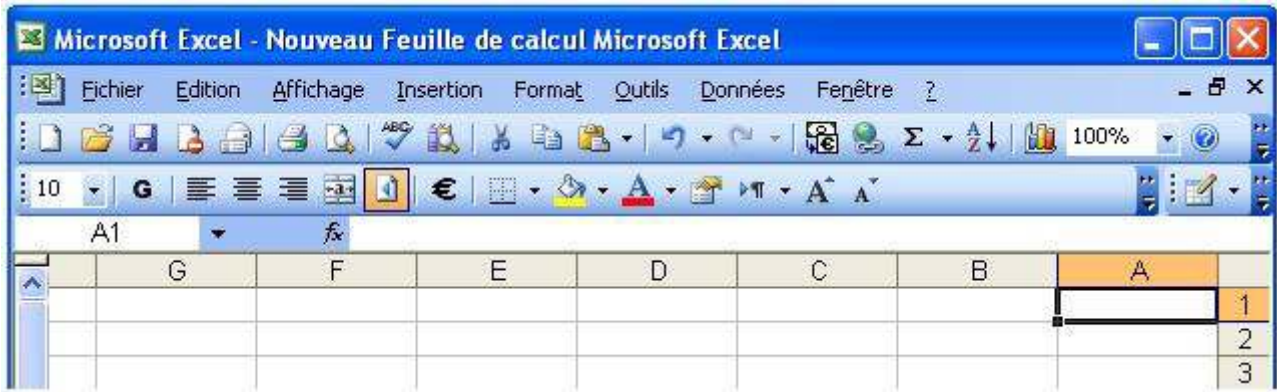 Microsoft Excel - Nouveau Feuille de calcul Microsoft Excel
Fichier Edition Affichage Insertion Format Outils Données Fenêtre ?
ABC € Σ A Z 100% ?
10 G a € A ¶ A A
A1 fx
G F E D C B A
1
2
3